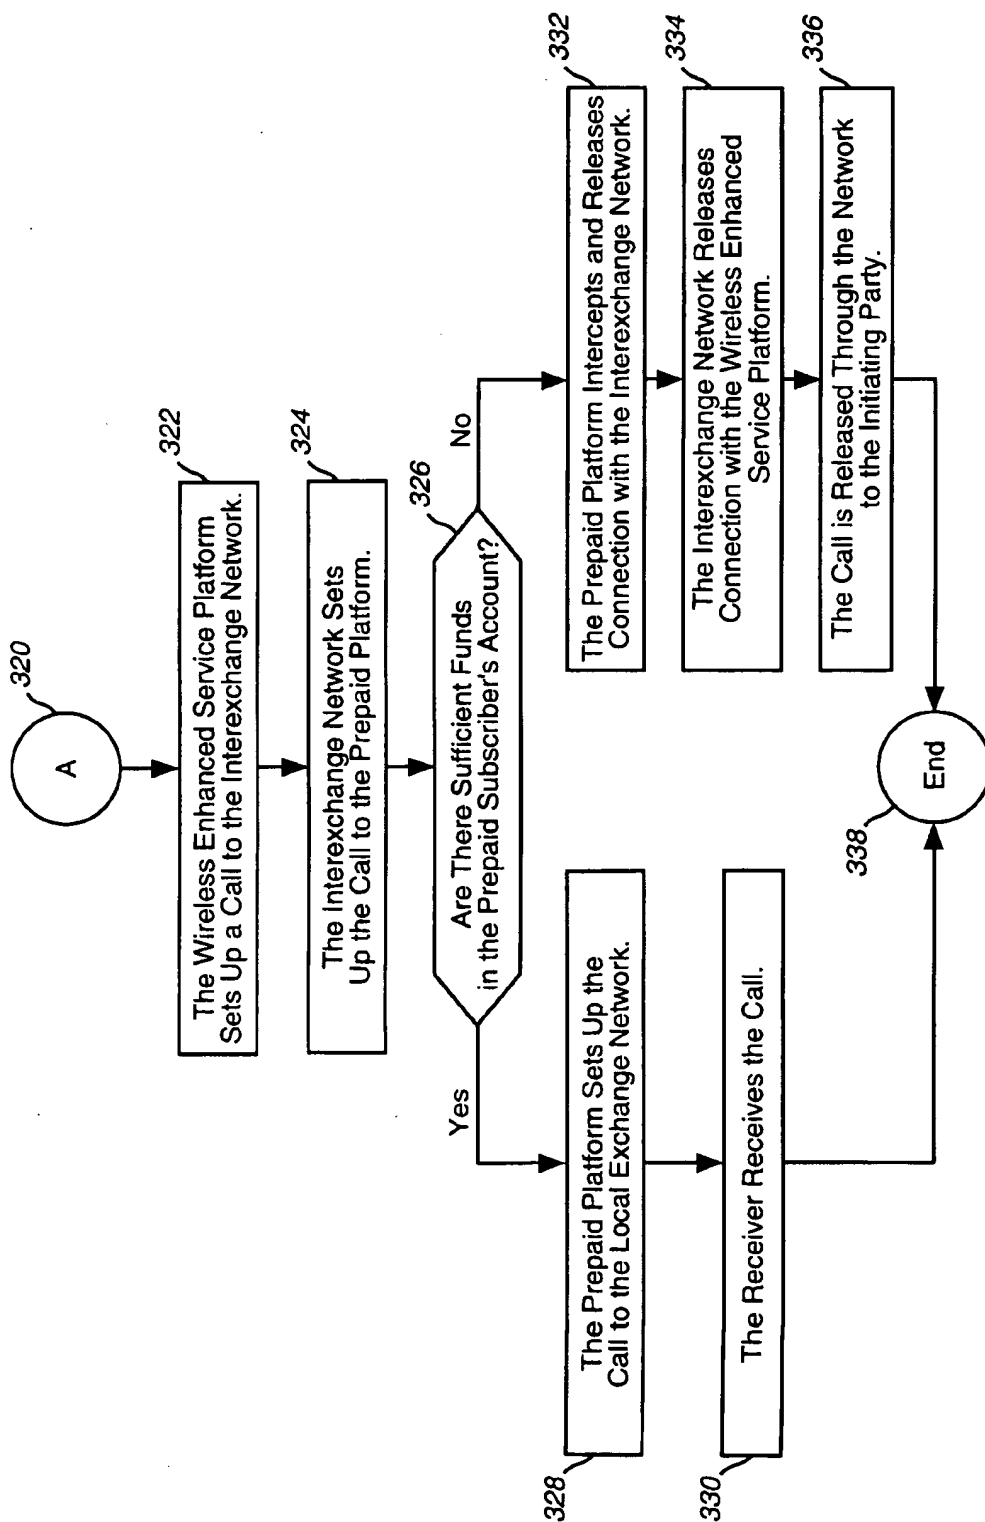 320
A
322
The Wireless Enhanced Service Platform
Sets Up a Call to the Interexchange Network.
324
The Interexchange Network Sets
Up the Call to the Prepaid Platform.
326
Are There Sufficient Funds
in the Prepaid Subscriber's Account?
Yes
No
328
The Prepaid Platform Sets Up the
Call to the Local Exchange Network.
330
The Receiver Receives the Call.
332
The Prepaid Platform Intercepts and Releases
Connection with the Interexchange Network.
334
The Interexchange Network Releases
Connection with the Wireless Enhanced
Service Platform.
336
The Call is Released Through the Network
to the Initiating Party.
338
End